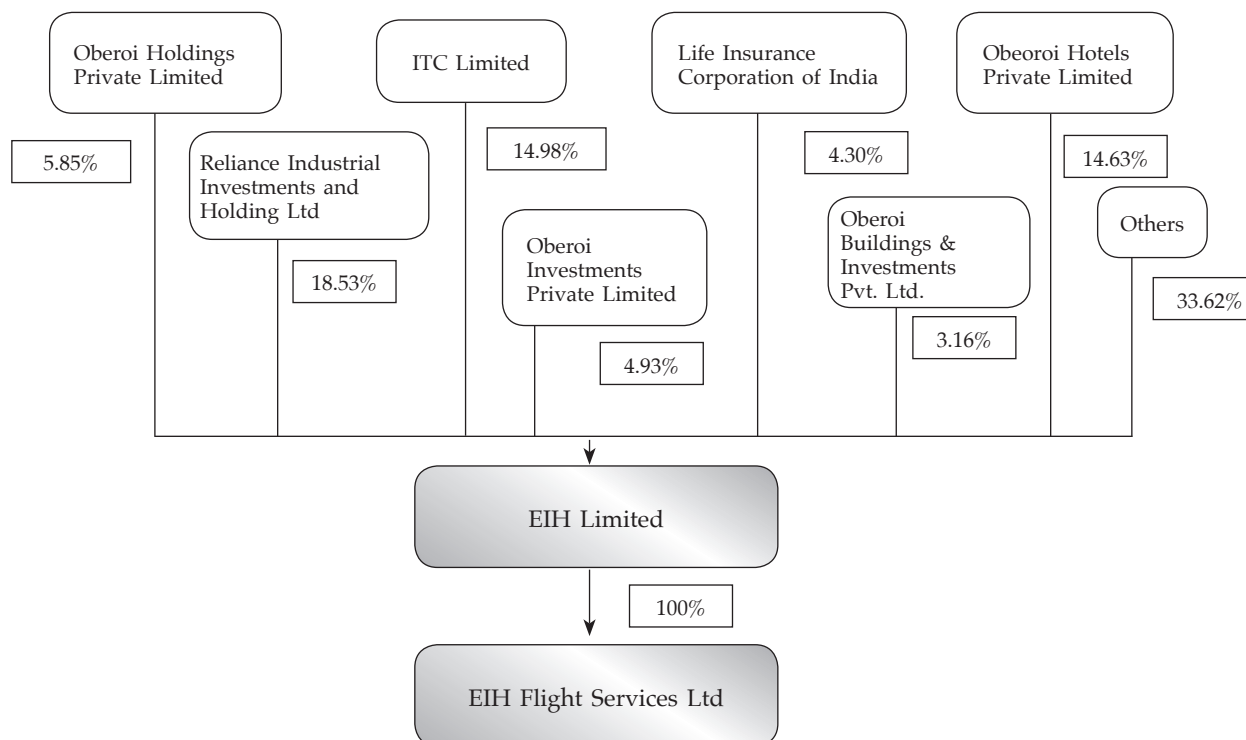 Oberoi Holdings
Private Limited
ITC Limited
Life Insurance
Corporation of India
Obeoroi Hotels
Private Limited
5.85%
Reliance Industrial
Investments and
Holding Ltd
14.98%
4.30%
14.63%
18.53%
Oberoi
Investments
Private Limited
Oberoi
Buildings &
Investments
Pvt. Ltd.
Others
33.62%
4.93%
3.16%
EIH Limited
100%
EIH Flight Services Ltd